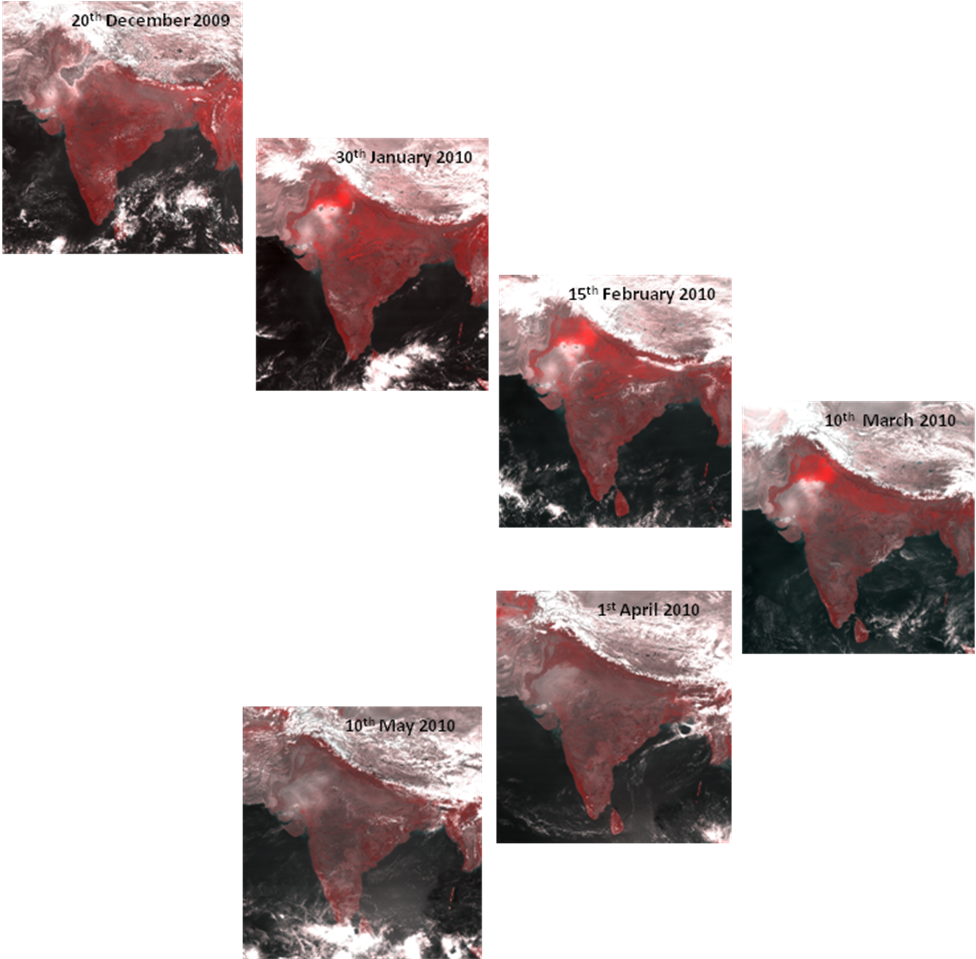 20th December 2009
30th January 2010
15th February 2010
10th March 2010
1st April 2010
10th May 2010